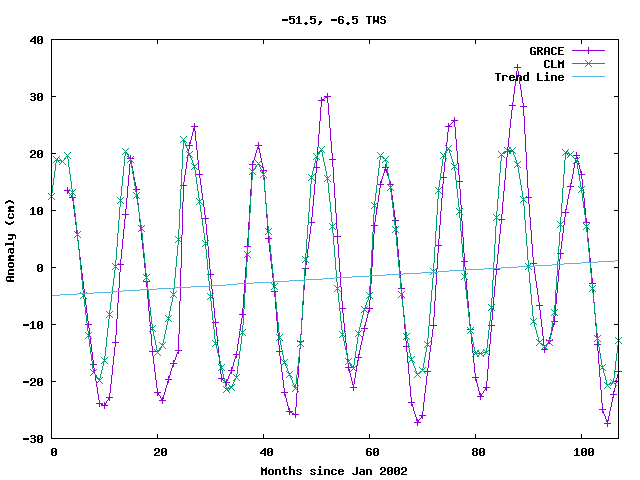 -51.5, -6.5 TWS
GRACE
CLM
Trend Line
40
30
20
10
0
-10
-20
-30
Anomaly (cm)
0 20 40 60 80 100
Months since Jan 2002